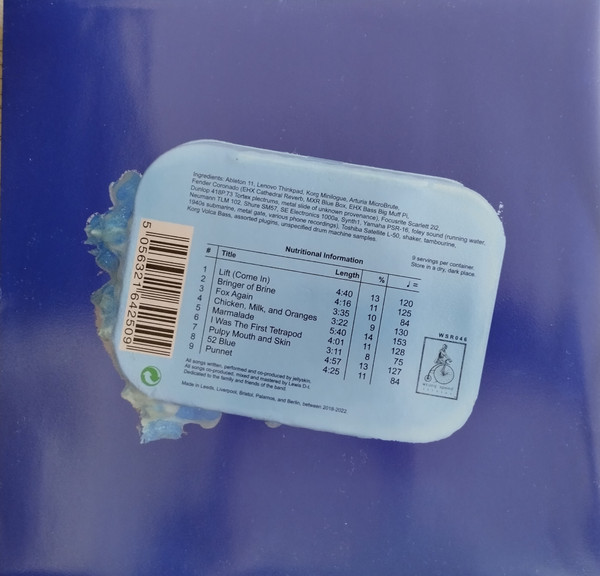 Ingredients: Ableton 11, Lenovo Thinkpad, Korg Minilogue, Arturia MicroBrute,
Fender Coronado (EHX Cathedral Reverb, MXR Blue Box, EHX Bass Big Muff Pi,
Dunlop 418P.73 Tortex plectrums, metal slide of unknown provenance), Focusrite Scarlett 2i2,
Neumann TLM 102, Shure SM57, SE Electronics 1000a, Synth1, Yamaha PSR-16, foley sound (running water,
1940s submarine, metal gate, various phone recordings), Toshiba Satellite L-50, shaker, tambourine,
Korg Volca Bass, assorted plugins, unspecified drum machine samples.
9 servings per container
Store in a dry, dark place.
Nutritional Information
# Title Length % ♩ =
1 Lift (Come In) 4:40 13 120
2 Bringer of Brine 4:16 11 125
3 Fox Again 3:35 10 84
4 Chicken, Milk, and Oranges 3:22 9 130
5 Marmalade 5:40 14 153
6 I Was The First Tetrapod 4:01 11 128
7 Pulpy Mouth and Skin 3:11 8 75
8 52 Blue 4:57 13 127
9 Punnet 4:25 11 84
All songs written, performed and co-produced by jellyskin.
All songs co-produced, mixed and mastered by Lewis D-t.
Dedicated to the family and friends of the band.
Made in Leeds, Liverpool, Bristol, Palamos, and Berlin, between 2018-2022.
5 056321 642509
WSR046